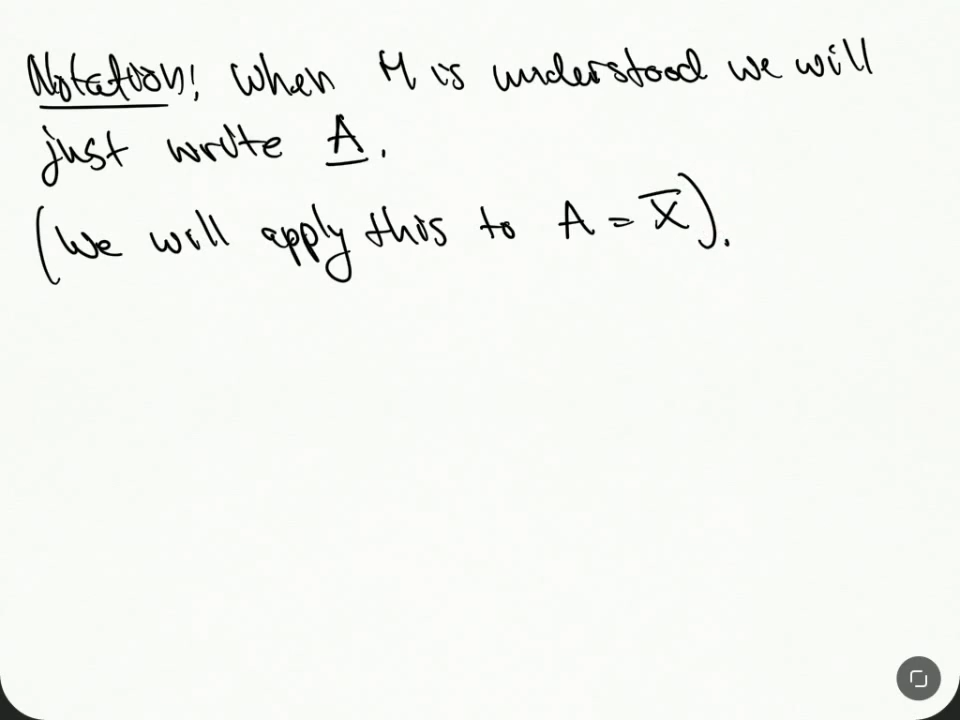 Notation: When M is understood we will
just write A.
(We will apply this to A = X̅).